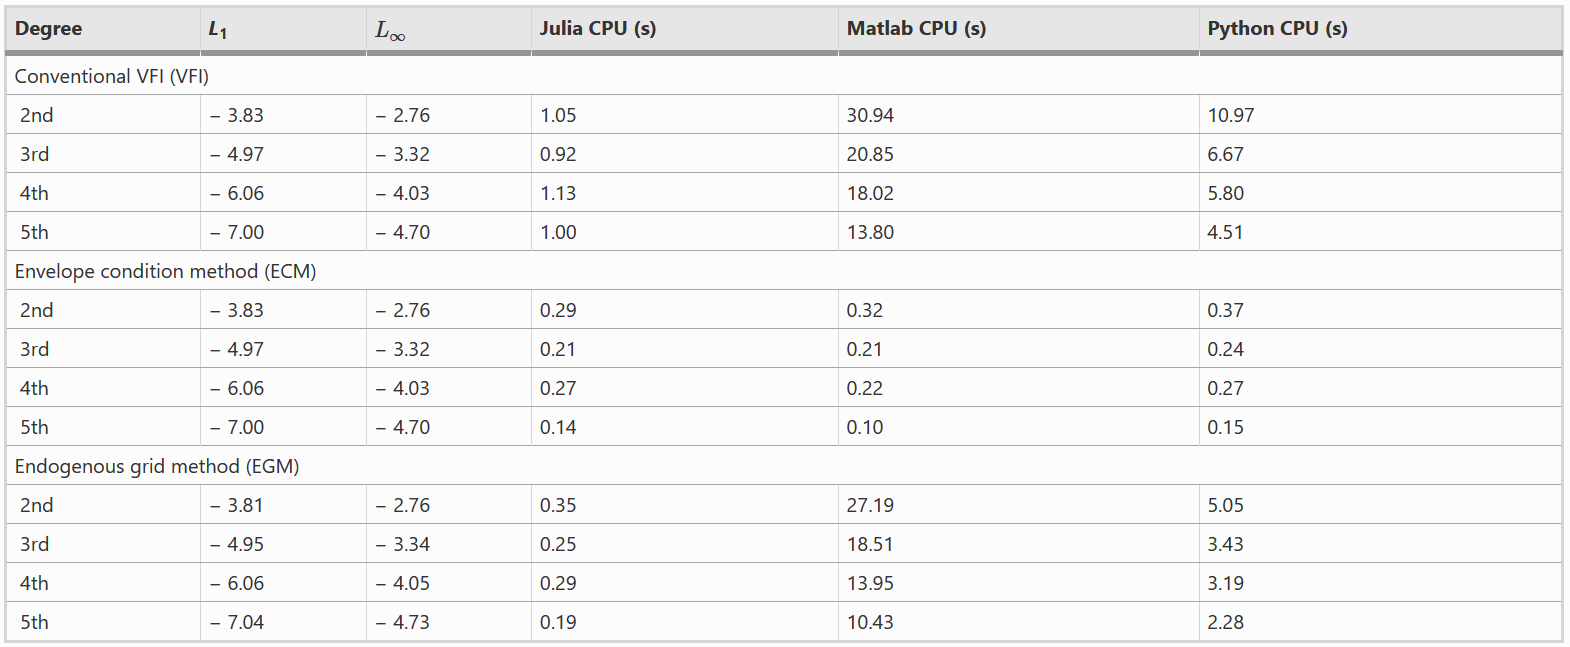 Degree L1 L∞ Julia CPU (s) Matlab CPU (s) Python CPU (s)
Conventional VFI (VFI)
2nd − 3.83 − 2.76 1.05 30.94 10.97
3rd − 4.97 − 3.32 0.92 20.85 6.67
4th − 6.06 − 4.03 1.13 18.02 5.80
5th − 7.00 − 4.70 1.00 13.80 4.51
Envelope condition method (ECM)
2nd − 3.83 − 2.76 0.29 0.32 0.37
3rd − 4.97 − 3.32 0.21 0.21 0.24
4th − 6.06 − 4.03 0.27 0.22 0.27
5th − 7.00 − 4.70 0.14 0.10 0.15
Endogenous grid method (EGM)
2nd − 3.81 − 2.76 0.35 27.19 5.05
3rd − 4.95 − 3.34 0.25 18.51 3.43
4th − 6.06 − 4.05 0.29 13.95 3.19
5th − 7.04 − 4.73 0.19 10.43 2.28